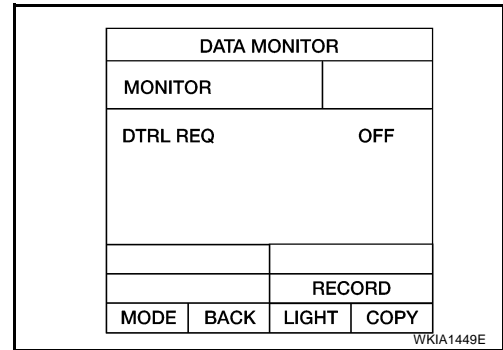 DATA MONITOR
MONITOR
DTRL REQ OFF
RECORD
MODE BACK LIGHT COPY
WKIA1449E